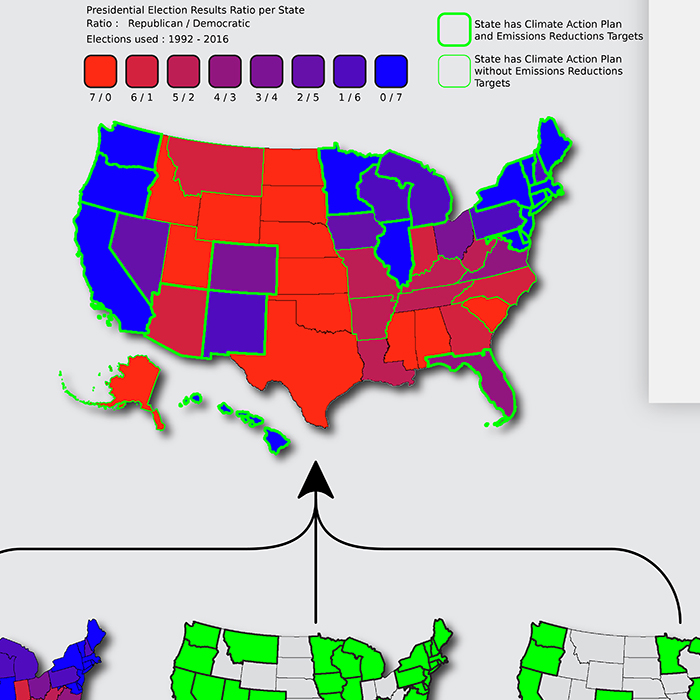 Presidential Election Results Ratio per State
Ratio : Republican / Democratic
Elections used : 1992 - 2016
7 / 0 6 / 1 5 / 2 4 / 3 3 / 4 2 / 5 1 / 6 0 / 7
State has Climate Action Plan
and Emissions Reductions Targets
State has Climate Action Plan
without Emissions Reductions
Targets